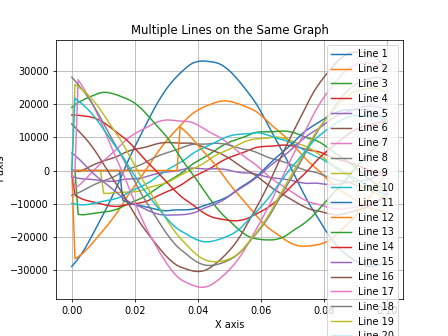 Multiple Lines on the Same Graph
30000
20000
10000
0
−10000
−20000
−30000
axis
0.00
0.02
0.04
0.06
X axis
Line 1
Line 2
Line 3
Line 4
Line 5
Line 6
Line 7
Line 8
Line 9
Line 10
Line 11
Line 12
Line 13
Line 14
Line 15
Line 16
Line 17
Line 18
Line 19
Line 20